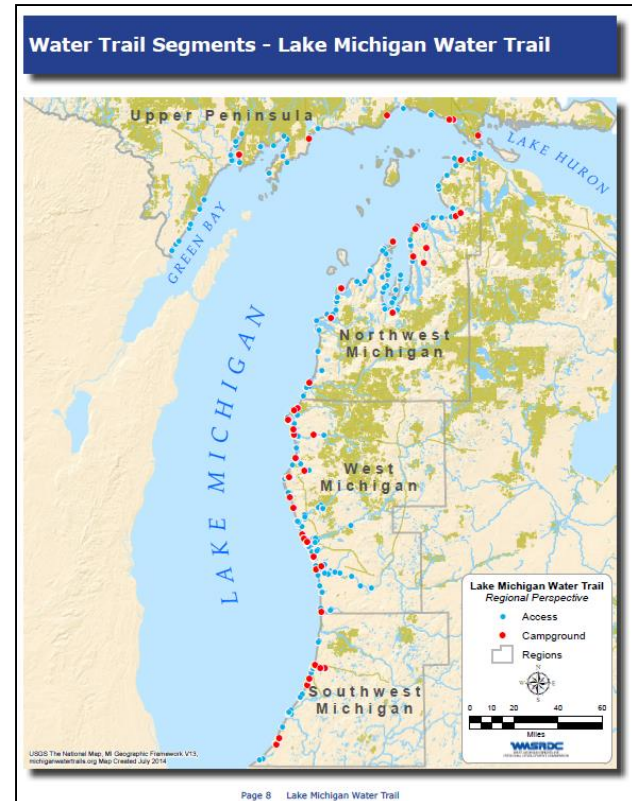 Water Trail Segments - Lake Michigan Water Trail
Upper Peninsula
LAKE HURON
GREEN BAY
LAKE MICHIGAN
Northwest
Michigan
West
Michigan
Southwest
Michigan
Lake Michigan Water Trail
Regional Perspective
Access
Campground
Regions
N
W
E
S
0 10 20 40 60
Miles
WMSRDC
USGS The National Map, MI Geographic Framework V13,
michiganwatertrails.org Map Created July 2014
Page 8 Lake Michigan Water Trail